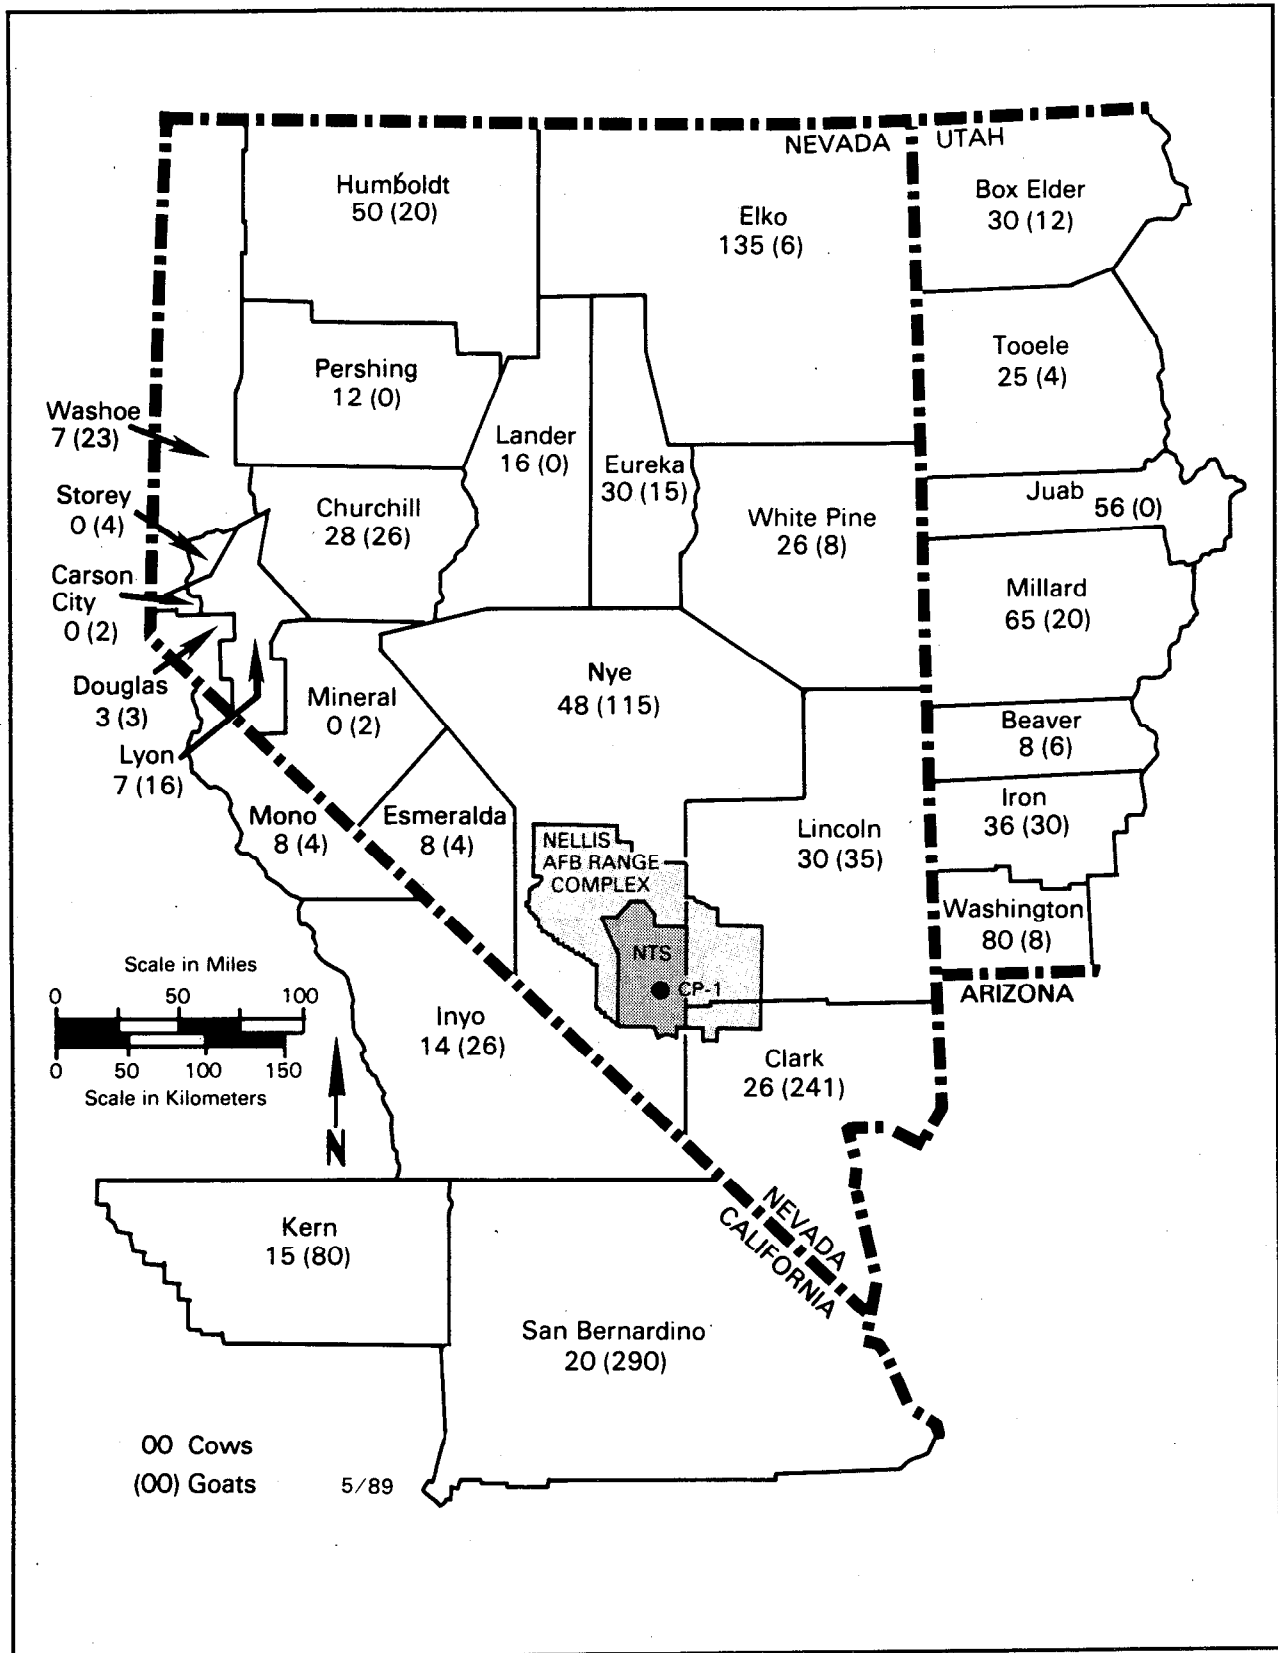 NEVADA
UTAH
Humboldt
50 (20)
Elko
135 (6)
Box Elder
30 (12)
Pershing
12 (0)
Tooele
25 (4)
Washoe
7 (23)
Lander
16 (0)
Eureka
30 (15)
Storey
0 (4)
Churchill
28 (26)
White Pine
26 (8)
Juab
56 (0)
Carson
City
0 (2)
Millard
65 (20)
Douglas
3 (3)
Mineral
0 (2)
Nye
48 (115)
Beaver
8 (6)
Lyon
7 (16)
Mono
8 (4)
Esmeralda
8 (4)
Lincoln
30 (35)
Iron
36 (30)
NELLIS
AFB RANGE
COMPLEX
Washington
80 (8)
NTS
CP-1
ARIZONA
Scale in Miles
0 50 100
0 50 100 150
Scale in Kilometers
N
Inyo
14 (26)
Clark
26 (241)
NEVADA
CALIFORNIA
Kern
15 (80)
San Bernardino
20 (290)
00 Cows
(00) Goats
5/89